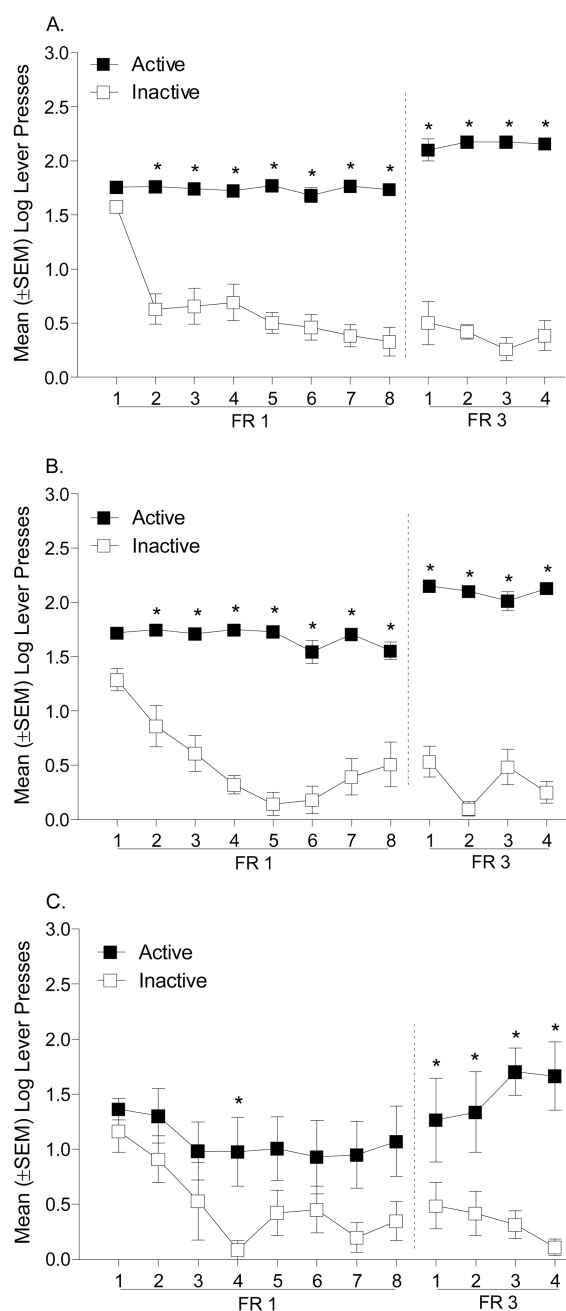 A.
3.0
Active
Inactive
2.5
2.0
1.5
1.0
0.5
0.0
Mean (±SEM) Log Lever Presses
* * * * * * * * * * *
1 2 3 4 5 6 7 8 1 2 3 4
FR 1 FR 3
B.
3.0
Active
Inactive
2.5
2.0
1.5
1.0
0.5
0.0
Mean (±SEM) Log Lever Presses
* * * * * * * * * * *
1 2 3 4 5 6 7 8 1 2 3 4
FR 1 FR 3
C.
3.0
Active
Inactive
2.5
2.0
1.5
1.0
0.5
0.0
Mean (±SEM) Log Lever Presses
* * * * *
1 2 3 4 5 6 7 8 1 2 3 4
FR 1 FR 3